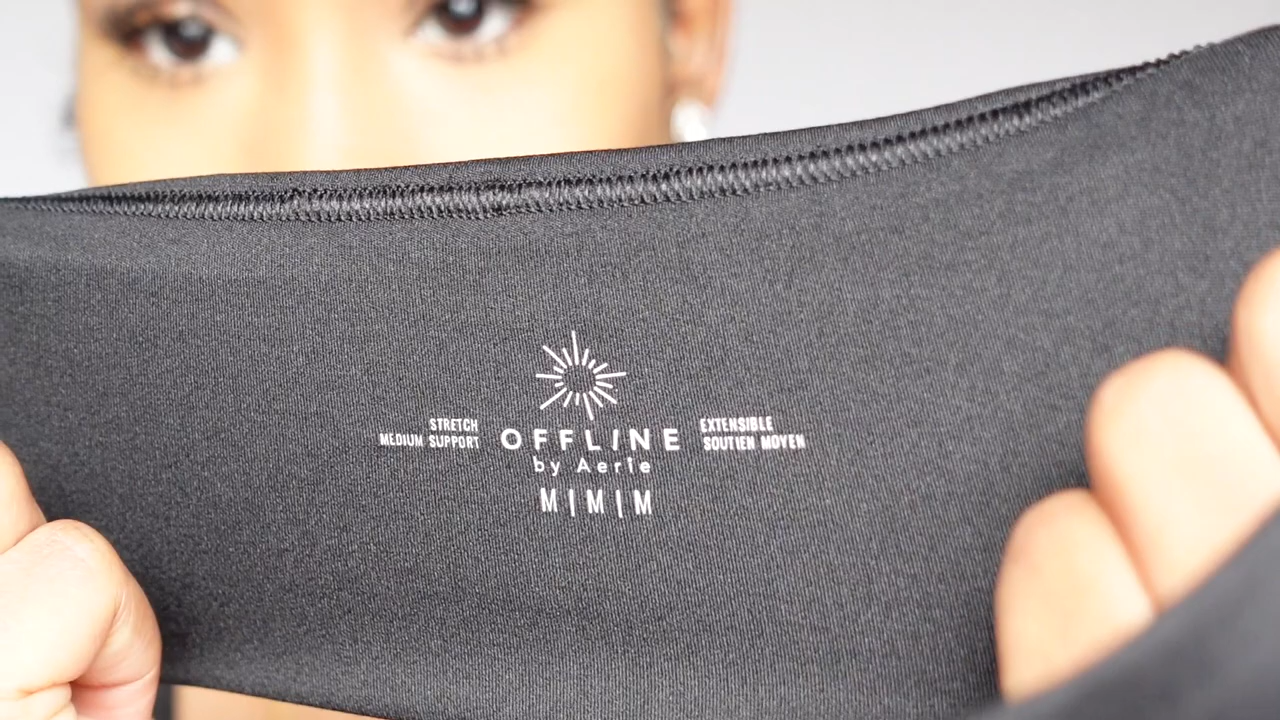 STRETCH
MEDIUM SUPPORT
OFFLINE
by Aerie
M|M|M
EXTENSIBLE
SOUTIEN MOYEN